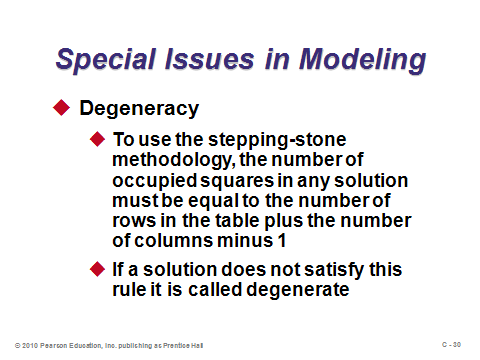 Special Issues in Modeling
Degeneracy
To use the stepping-stone
methodology, the number of
occupied squares in any solution
must be equal to the number of
rows in the table plus the number
of columns minus 1
If a solution does not satisfy this
rule it is called degenerate
© 2010 Pearson Education, Inc. publishing as Prentice Hall
C - 30